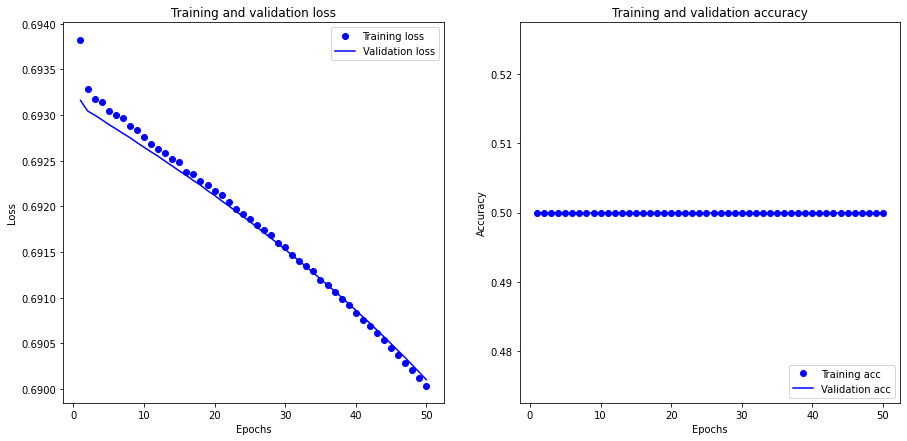 Training and validation loss
0.6940
0.6935
0.6930
0.6925
0.6920
0.6915
0.6910
0.6905
0.6900
Loss
0
10
20
30
40
50
Epochs
Training loss
Validation loss
Training and validation accuracy
0.52
0.51
0.50
0.49
0.48
Accuracy
0
10
20
30
40
50
Epochs
Training acc
Validation acc